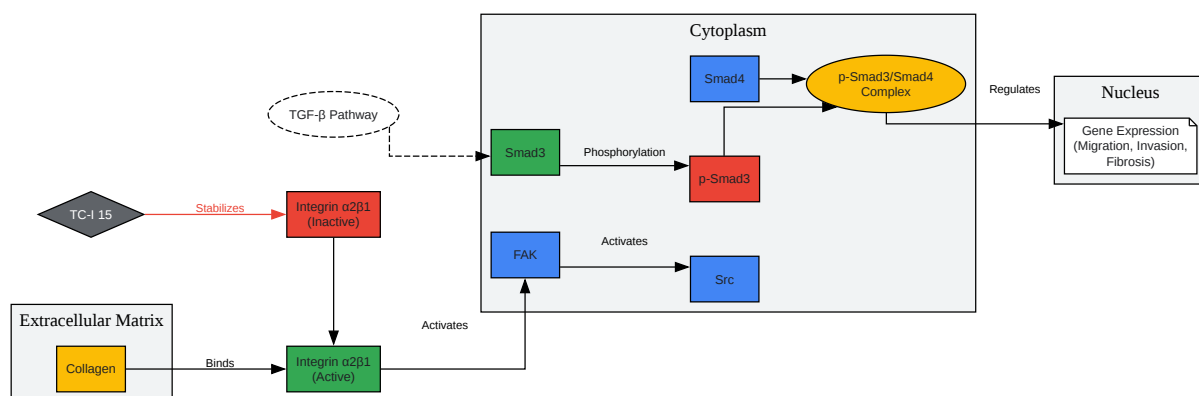 Cytoplasm
Smad4
p-Smad3/Smad4
Complex
Regulates
Nucleus
Gene Expression
(Migration, Invasion,
Fibrosis)
TGF-β Pathway
Smad3
Phosphorylation
p-Smad3
TC-I 15
Stabilizes
Integrin α2β1
(Inactive)
FAK
Activates
Src
Extracellular Matrix
Collagen
Binds
Integrin α2β1
(Active)
Activates